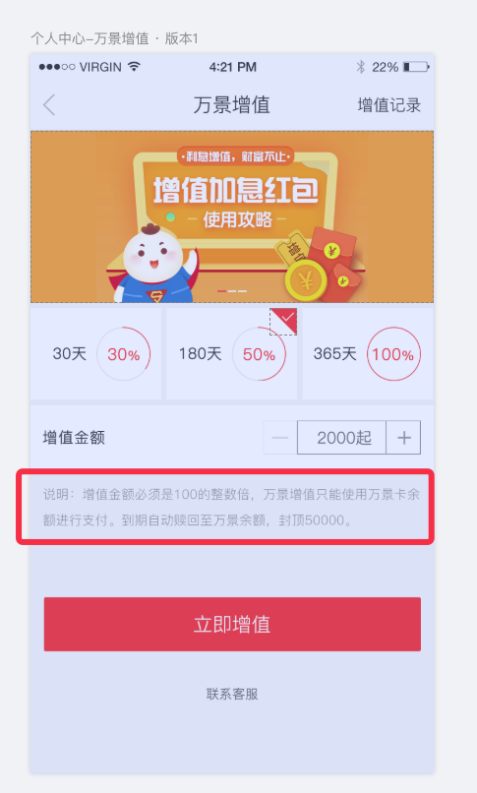 个人中心–万景增值 · 版本1
VIRGIN 4:21 PM 22%
万景增值 增值记录
·利息增值，财富不止·
增值加息红包
使用攻略
增值
30天 30% 180天 50% 365天 100%
增值金额 2000起
说明：增值金额必须是100的整数倍，万景增值只能使用万景卡余
额进行支付。到期自动赎回至万景余额，封顶50000。
立即增值
联系客服